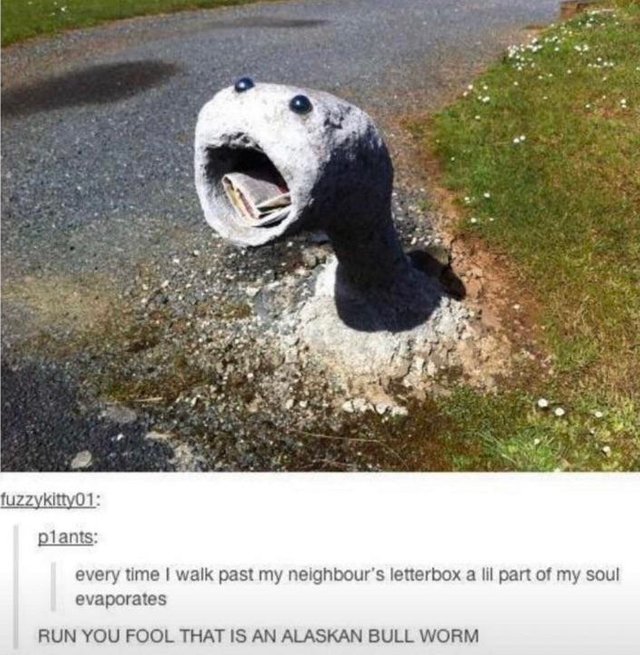 fuzzykitty01:
p1ants:
every time I walk past my neighbour's letterbox a lil part of my soul
evaporates
RUN YOU FOOL THAT IS AN ALASKAN BULL WORM